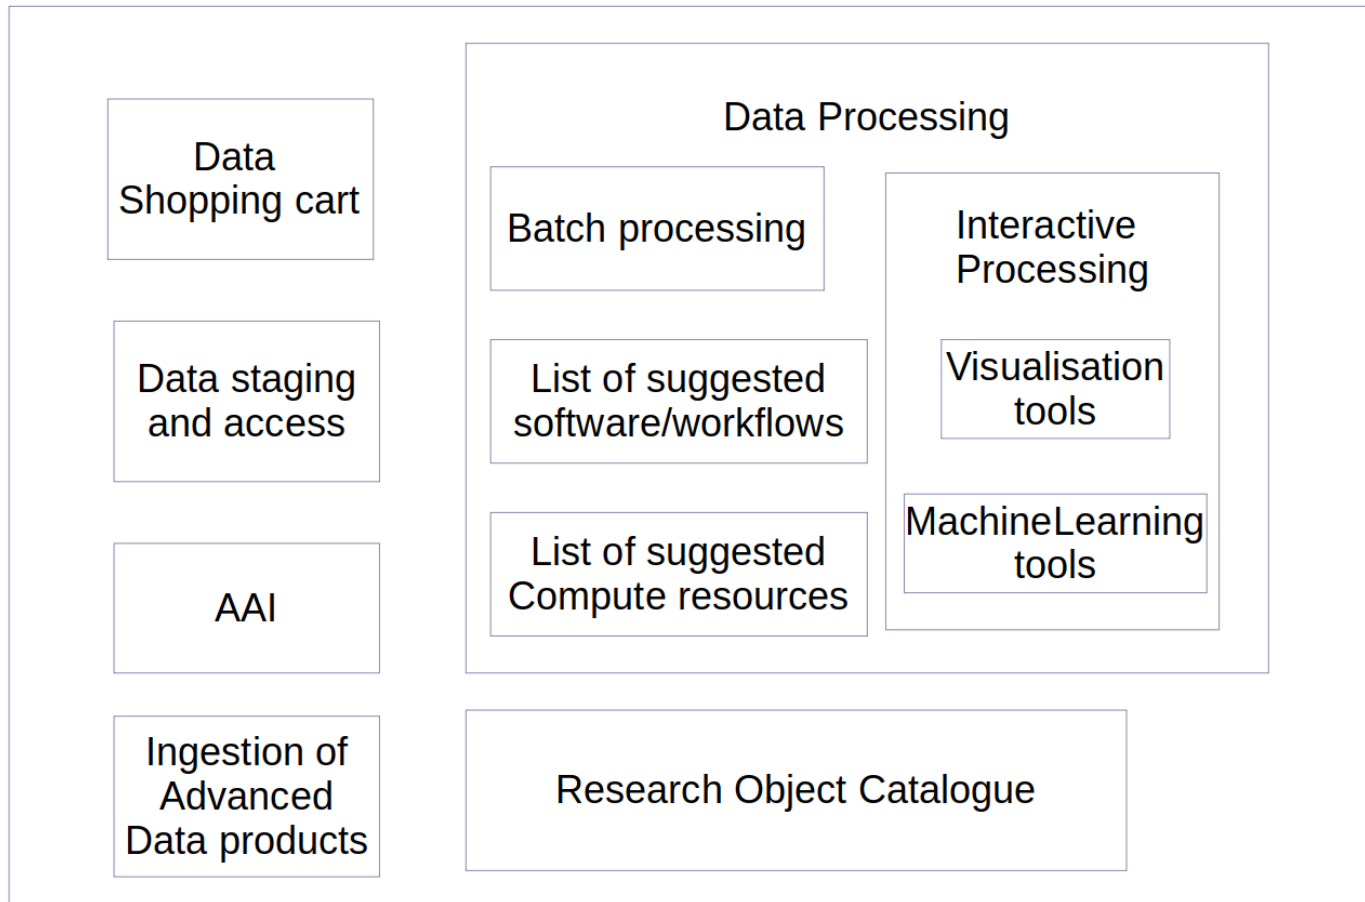 Data
Shopping cart
Data staging
and access
AAI
Ingestion of
Advanced
Data products
Data Processing
Batch processing
List of suggested
software/workflows
List of suggested
Compute resources
Interactive
Processing
Visualisation
tools
MachineLearning
tools
Research Object Catalogue